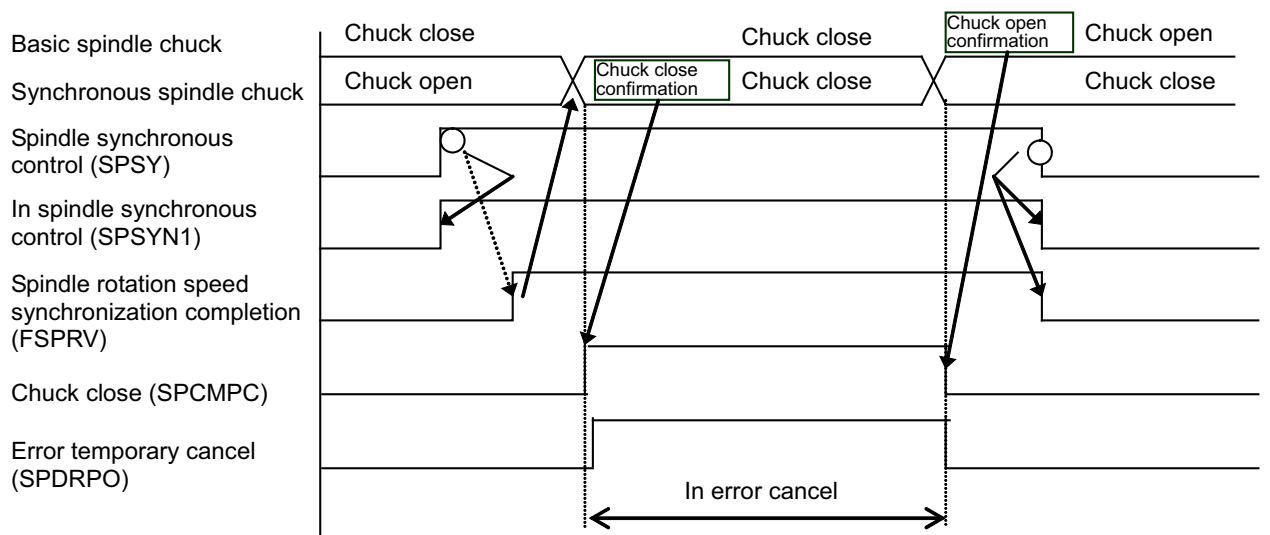 Basic spindle chuck
Chuck close
Chuck close
Chuck open
confirmation
Chuck open
Synchronous spindle chuck
Chuck open
Chuck close
confirmation
Chuck close
Chuck close
Spindle synchronous
control (SPSY)
In spindle synchronous
control (SPSYN1)
Spindle rotation speed
synchronization completion
(FSPRV)
Chuck close (SPCMPC)
Error temporary cancel
(SPDRPO)
In error cancel